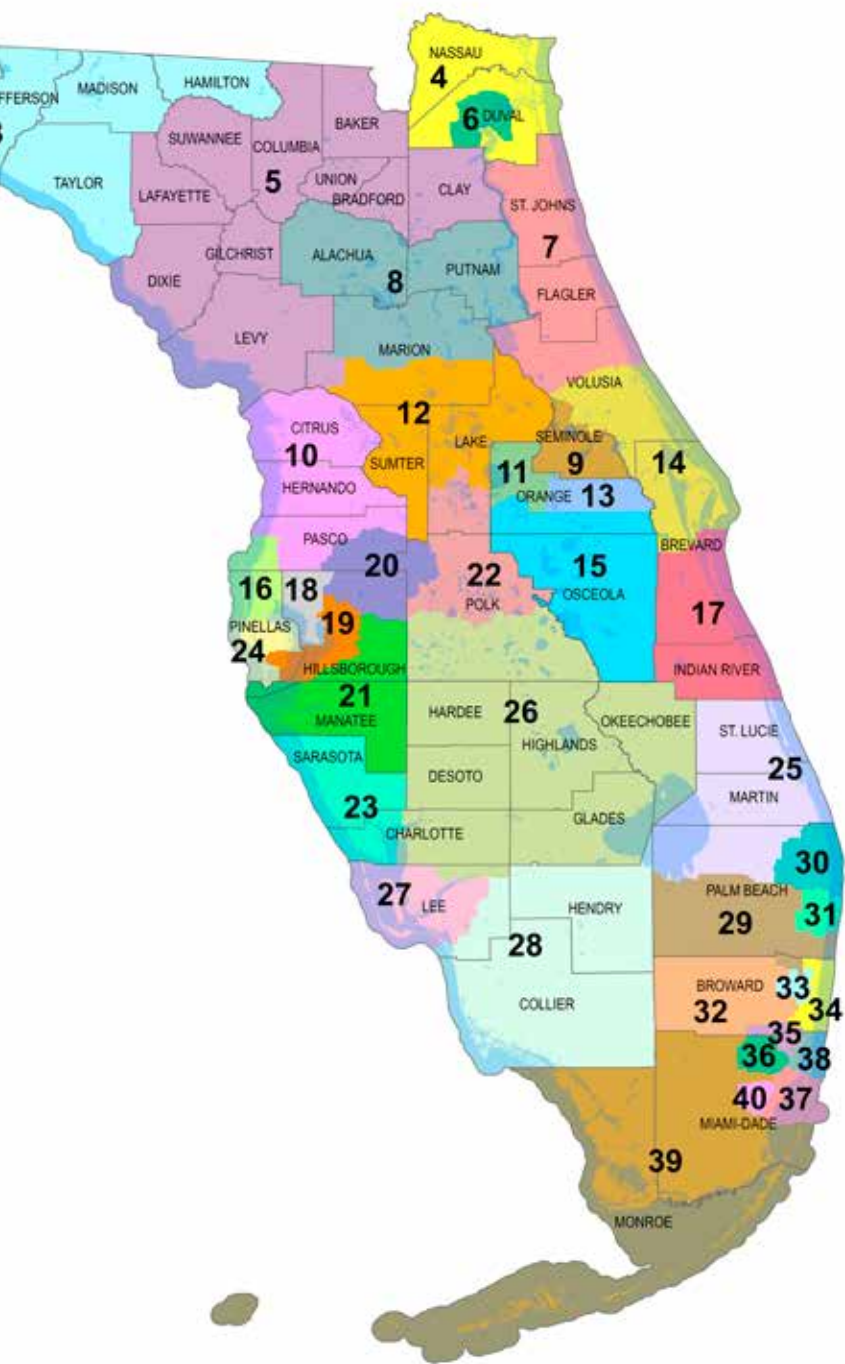 NASSAU
4
HAMILTON
MADISON
FFERSON
6 DUVAL
BAKER
SUWANNEE
COLUMBIA
TAYLOR
5
UNION
BRADFORD
CLAY
LAFAYETTE
ST. JOHNS
7
GILCHRIST
ALACHUA
8
PUTNAM
DIXIE
FLAGLER
LEVY
MARION
VOLUSIA
12
CITRUS
10
LAKE
SEMINOLE
9
14
SUMTER
11
HERNANDO
ORANGE 13
PASCO
BREVARD
20
22
15
16
18
POLK
OSCEOLA
17
PINELLAS
19
24
HILLSBOROUGH
INDIAN RIVER
21
MANATEE
HARDEE
26
OKEECHOBEE
ST. LUCIE
HIGHLANDS
SARASOTA
25
DESOTO
MARTIN
23
GLADES
CHARLOTTE
30
27
LEE
PALM BEACH
HENDRY
29
31
28
BROWARD
33
COLLIER
32
34
35
36
38
40
37
MIAMI-DADE
39
MONROE